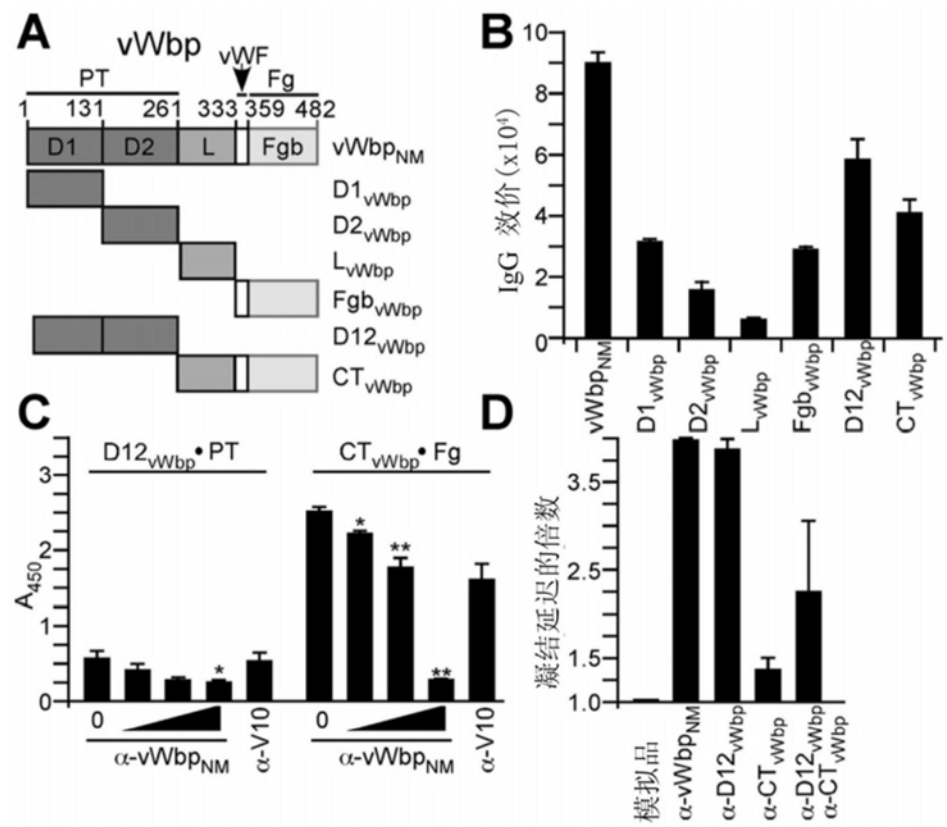 A
vWbp
vWF
PT
Fg
1 131 261 333 359 482
D1 D2 L Fgb vWbpNM
D1vWbp
D2vWbp
LvWbp
FgbvWbp
D12vWbp
CTvWbp
B
IgG 效价(x10⁴)
10
8
6
4
2
0
vWbpNM
D1vWbp
D2vWbp
LvWbp
FgbvWbp
D12vWbp
CTvWbp
C
D12vWbp•PT
CTvWbp•Fg
A450
3
2
1
0
*
*
**
**
0
α-vWbpNM
α-V10
0
α-vWbpNM
α-V10
D
凝结延迟的倍数
3.5
2.5
1.5
1.0
模拟品
α-vWbpNM
α-D12vWbp
α-CTvWbp
α-D12vWbp
α-CTvWbp